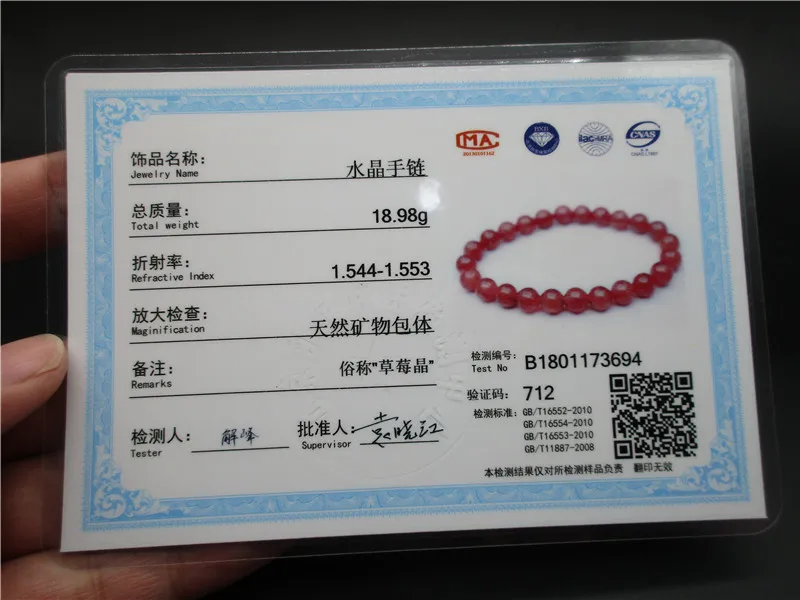 饰品名称: 水晶手链
Jewelry Name
总质量: 18.98g
Total weight
折射率: 1.544-1.553
Refractive Index
放大检查: 天然矿物包体
Maginification
备注: 俗称"草莓晶"
Remarks
检测人: 解峰
Tester
批准人:
Supervisor
MA
CNAS
检测编号: B1801173694
Test No
验证码: 712
检测标准: GB/T16552-2010
GB/T16554-2010
GB/T16553-2010
GB/T11887-2008
本检测结果仅对所检测样品负责 翻印无效